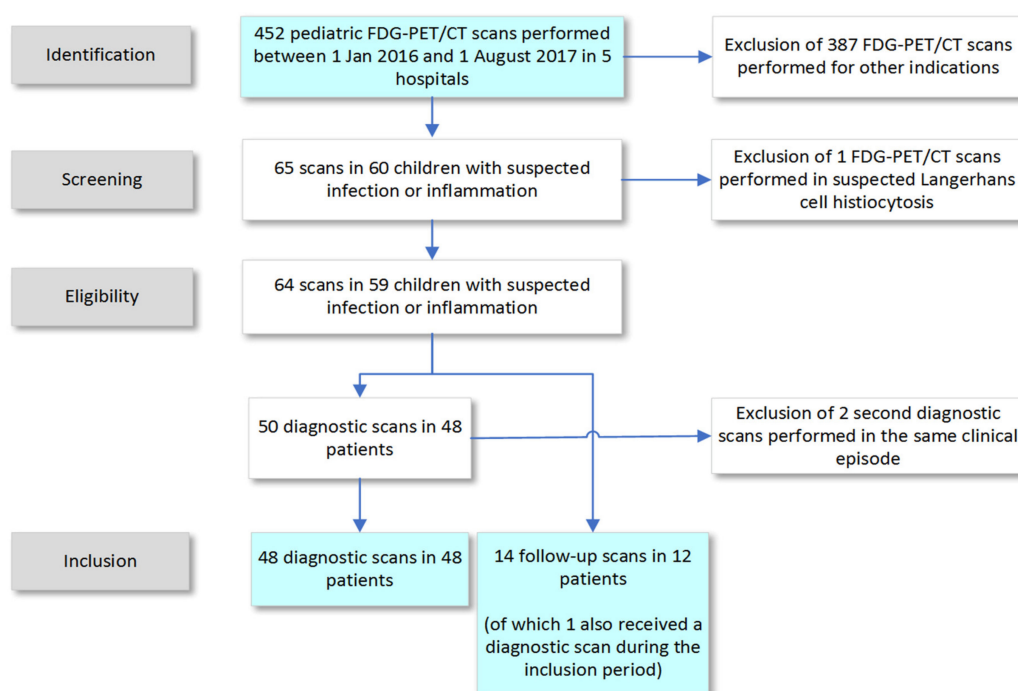 Identification
452 pediatric FDG-PET/CT scans performed
between 1 Jan 2016 and 1 August 2017 in 5
hospitals
Exclusion of 387 FDG-PET/CT scans
performed for other indications
Screening
65 scans in 60 children with suspected
infection or inflammation
Exclusion of 1 FDG-PET/CT scans
performed in suspected Langerhans
cell histiocytosis
Eligibility
64 scans in 59 children with suspected
infection or inflammation
50 diagnostic scans in 48
patients
Exclusion of 2 second diagnostic
scans performed in the same clinical
episode
Inclusion
48 diagnostic scans in 48
patients
14 follow-up scans in 12
patients
(of which 1 also received a
diagnostic scan during the
inclusion period)